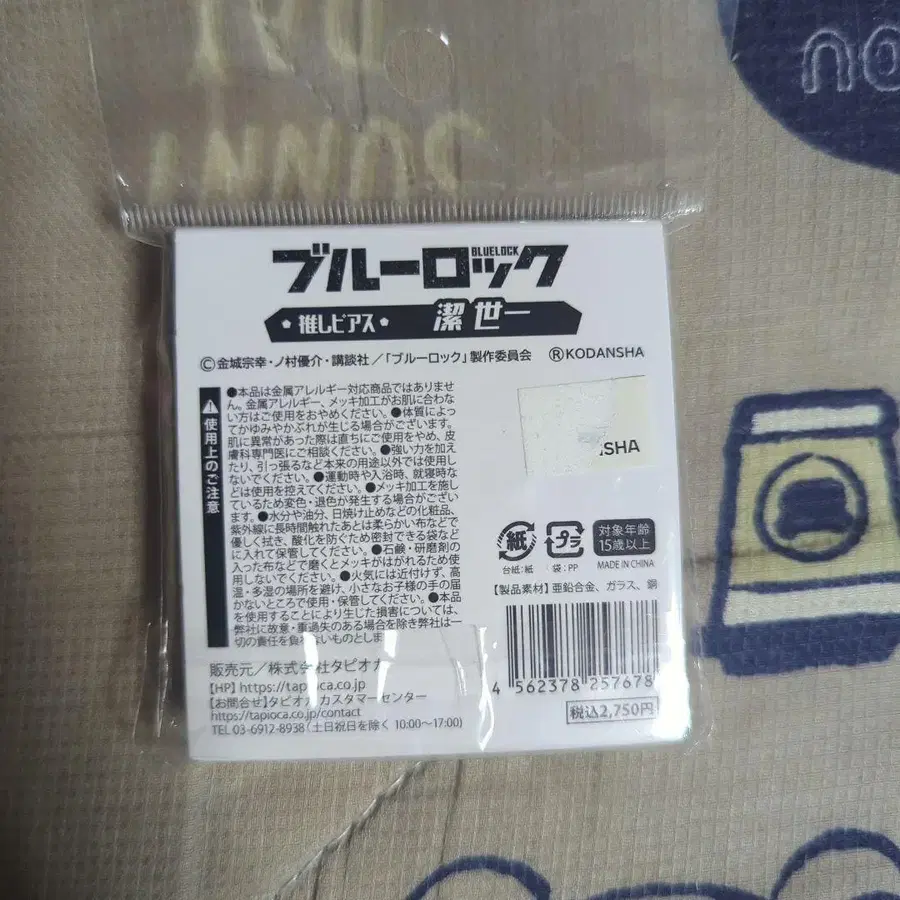 SUNNY
nou
ブルーロック
BLUELOCK
推しピアス
潔 世一
©金城宗幸・ノ村優介・講談社/「ブルーロック」製作委員会
®KODANSHA
使用上のご注意
●本品は金属アレルギー対応商品ではありませ
ん。金属アレルギー、メッキ加工がお肌に合わな
い方はご使用をおやめください。●体質によっ
てかゆみやかぶれが生じる場合がございます。
肌に異常があった際は直ちにご使用をやめ、皮
膚科専門医にご相談ください。●強い力を加え
たり、引っ張るなど本来の用途以外では使用し
ないでください。●運動時や入浴時、就寝時な
どは使用を控えてください。●メッキ加工を施し
ているため変色・退色が発生する場合がござい
ます。●水分や油分、日焼け止めなどの化粧品、
紫外線に長時間触れたあとは柔らかい布などで
優しく拭き、酸化を防ぐため密封できる袋など
に入れて保管してください。●石鹸・研磨剤の
入った布などで磨くとメッキがはがれるため使用
しないでください。●火気には近付けず、高
温・多湿の場所を避け、小さなお子様の手の届
かないところで使用・保管してください。●本品
を使用することにより生じた損害については、
弊社に故意・重過失のある場合を除き弊社は一
切の責任を負わないものとします
SHA
紙
台紙:紙
プラ
袋:PP
対象年齢
15歳以上
MADE IN CHINA
【製品素材】亜鉛合金、ガラス、銅
4 562378 257678
税込2,750円
販売元/株式会社タピオカ
【HP】https://tapioca.co.jp
【お問合せ】タピオカ カスタマーセンター
https://tapioca.co.jp/contact
TEL 03-6912-8938（土日祝日を除く 10:00～17:00）